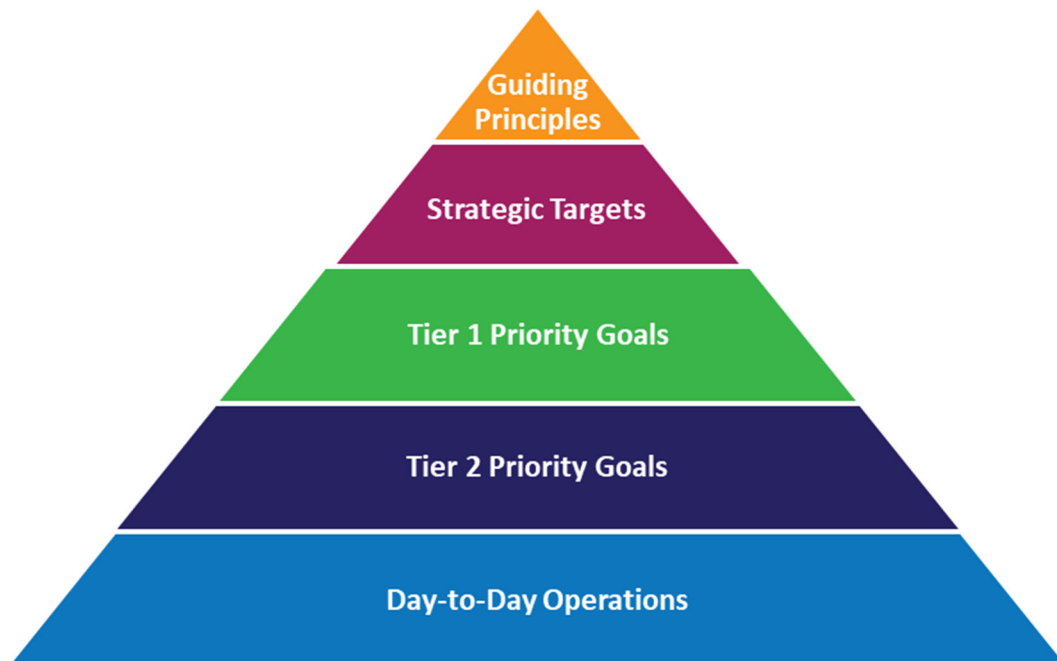 Guiding
Principles
Strategic Targets
Tier 1 Priority Goals
Tier 2 Priority Goals
Day-to-Day Operations